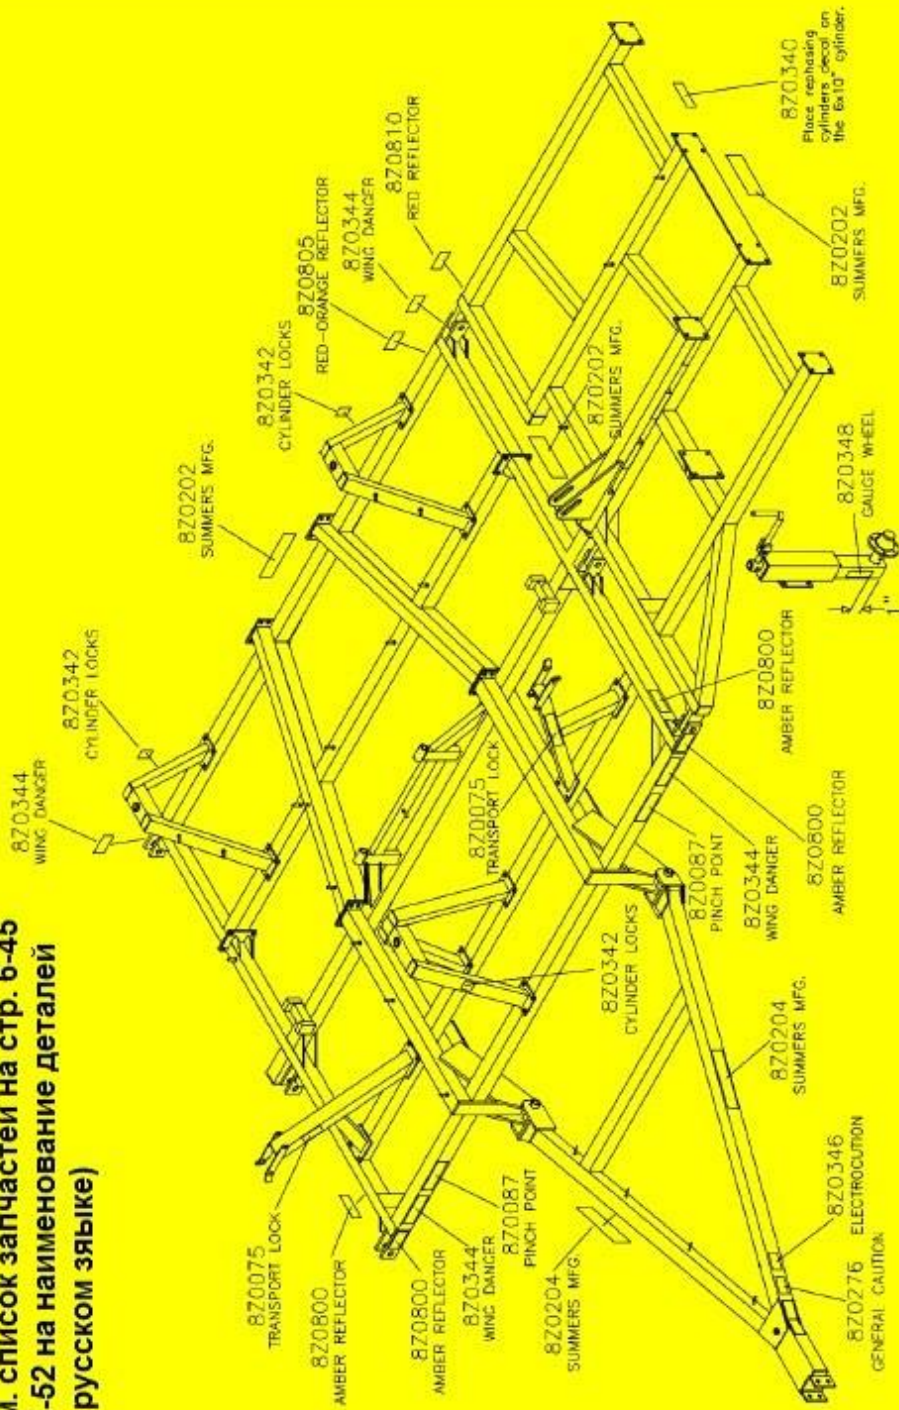 м. список запчастей на стр. 6-45
-52 на наименование деталей
русском зяыке)
8Z0344
WING DANGER
8Z0342
CYLINDER LOCKS
8Z0202
SUMMERS MFG.
8Z0342
CYLINDER LOCKS
8Z0805
RED-ORANGE REFLECTOR
8Z0344
WING DANGER
8Z0810
RED REFLECTOR
8Z0075
TRANSPORT LOCK
8Z0800
AMBER REFLECTOR
8Z0800
AMBER REFLECTOR
8Z0344
WING DANGER
8Z0087
PINCH POINT
8Z0204
SUMMERS MFG.
8Z0075
TRANSPORT LOCK
8Z0342
CYLINDER LOCKS
8Z0202
SUMMERS MFG.
8Z0087
PINCH POINT
8Z0344
WING DANGER
8Z0800
AMBER REFLECTOR
8Z0800
AMBER REFLECTOR
8Z0204
SUMMERS MFG.
8Z0346
ELECTROCUTION
8Z0276
GENERAL CAUTION
8Z0348
GAUGE WHEEL
1"
8Z0202
SUMMERS MFG.
8Z0340
Place rephasing
cylinders decal on
the 6x10" cylinder.